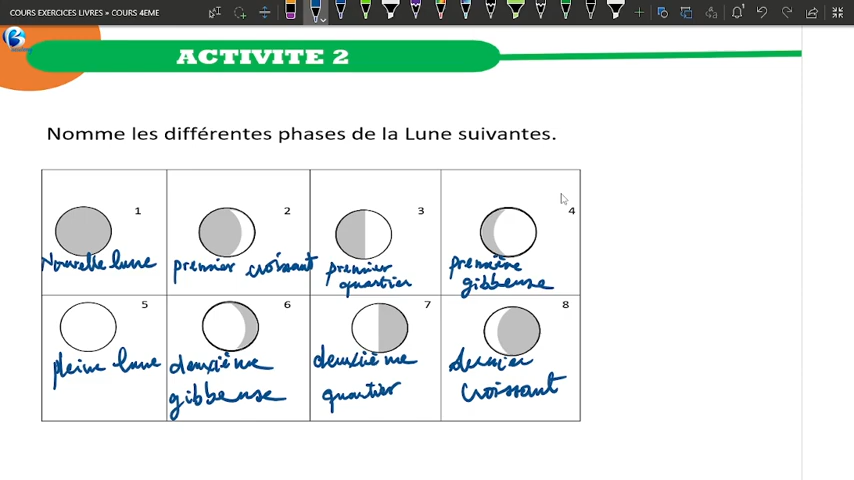 COURS EXERCICES LIVRES » COURS 4EME
ACTIVITE 2
Nomme les différentes phases de la Lune suivantes.
1
Nouvelle lune
2
premier croissant
3
premier
quartier
4
première
gibbeuse
5
pleine lune
6
deuxième
gibbeuse
7
deuxième
quartier
8
dernier
croissant